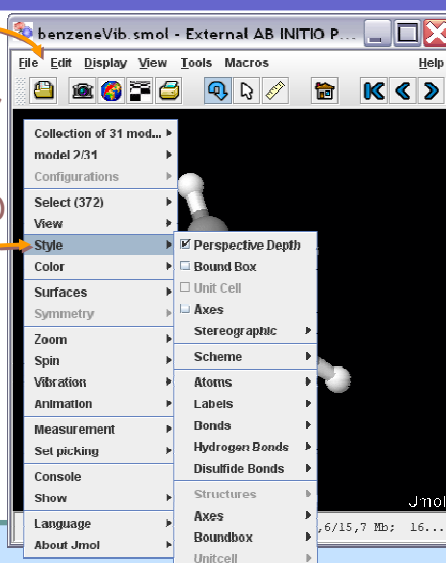 benzeneVib.smol - External AB INITIO P...
File Edit Display View Tools Macros Help
Collection of 31 mod...
model 2/31
Configurations
Select (372)
View
Style
Color
Surfaces
Symmetry
Zoom
Spin
Vibration
Animation
Measurement
Set picking
Console
Show
Language
About Jmol
Perspective Depth
Bound Box
Unit Cell
Axes
Stereographic
Scheme
Atoms
Labels
Bonds
Hydrogen Bonds
Disulfide Bonds
Structures
Axes
Boundbox
Unitcell
Jmol
,6/15,7 Mb; 16...
)